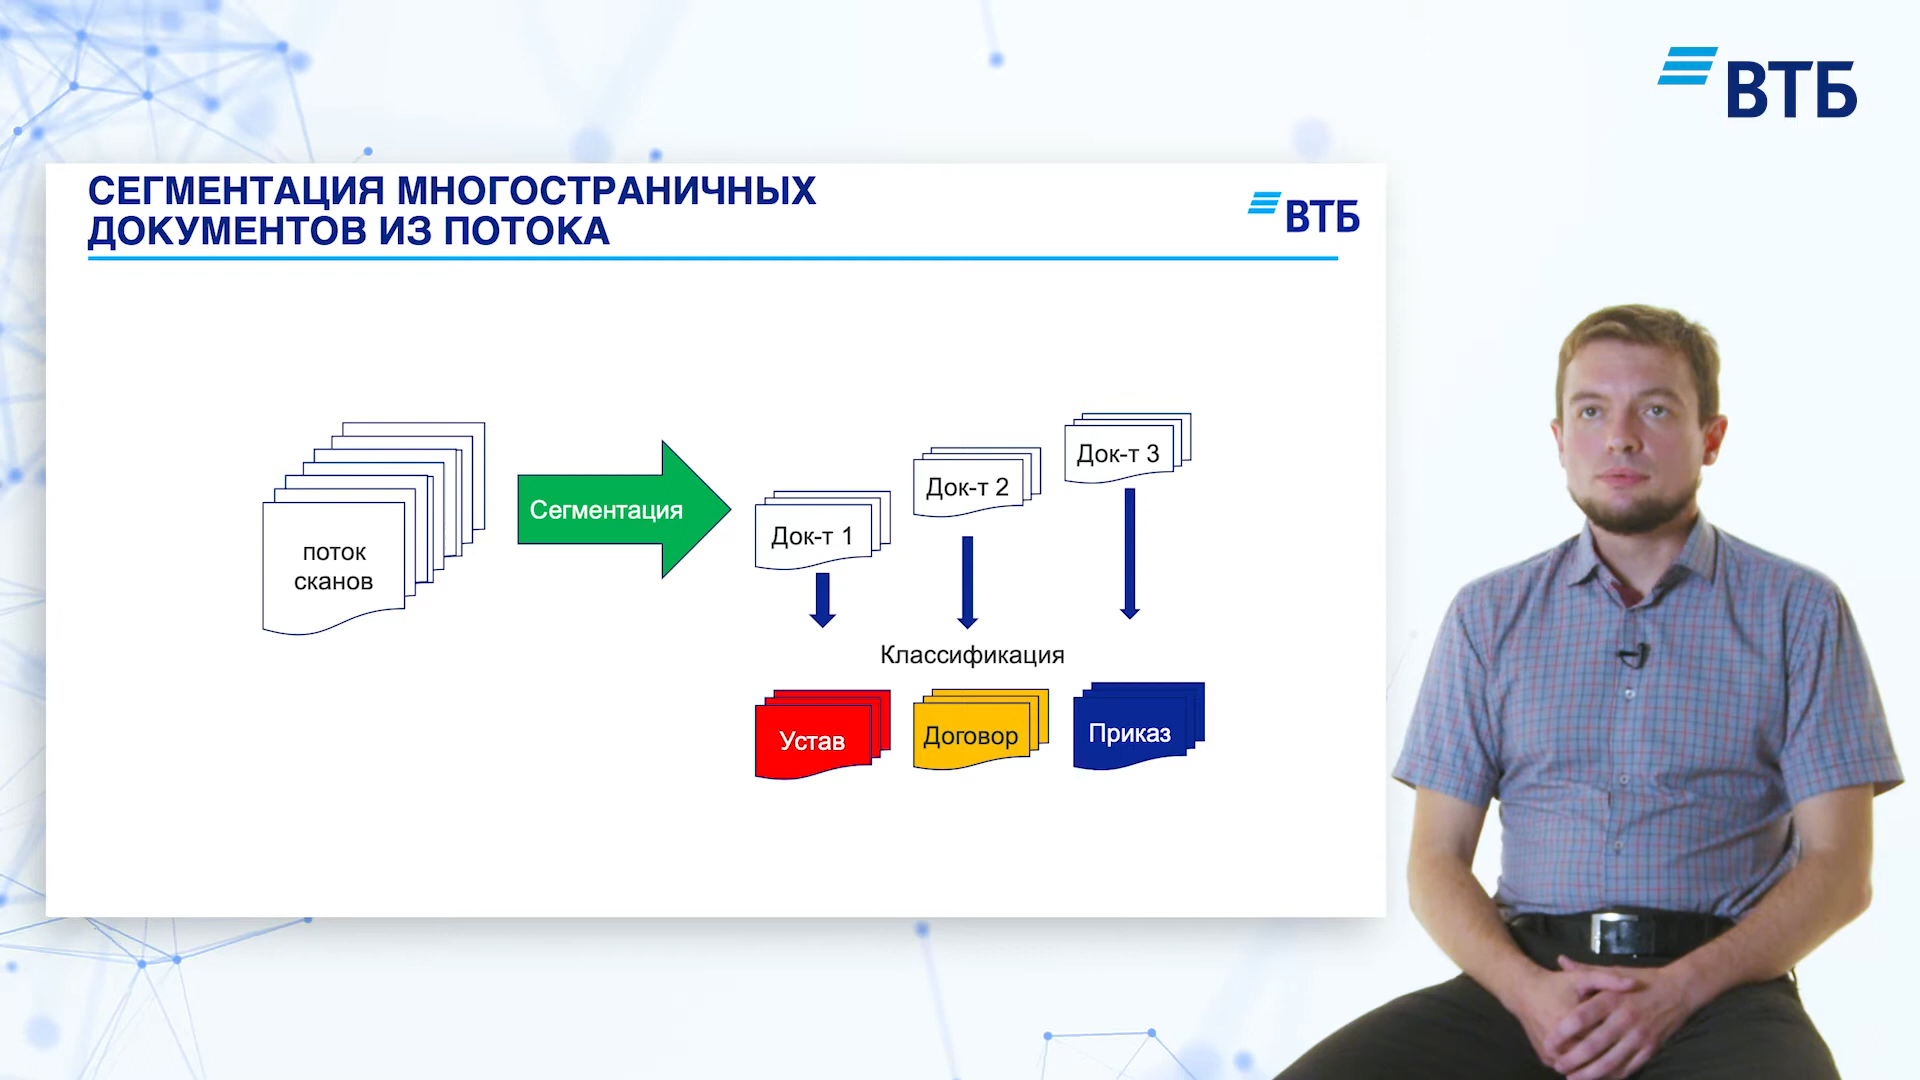 ВТБ
СЕГМЕНТАЦИЯ МНОГОСТРАНИЧНЫХ
ДОКУМЕНТОВ ИЗ ПОТОКА
ВТБ
поток
сканов
Сегментация
Док-т 1
Док-т 2
Док-т 3
Классификация
Устав
Договор
Приказ